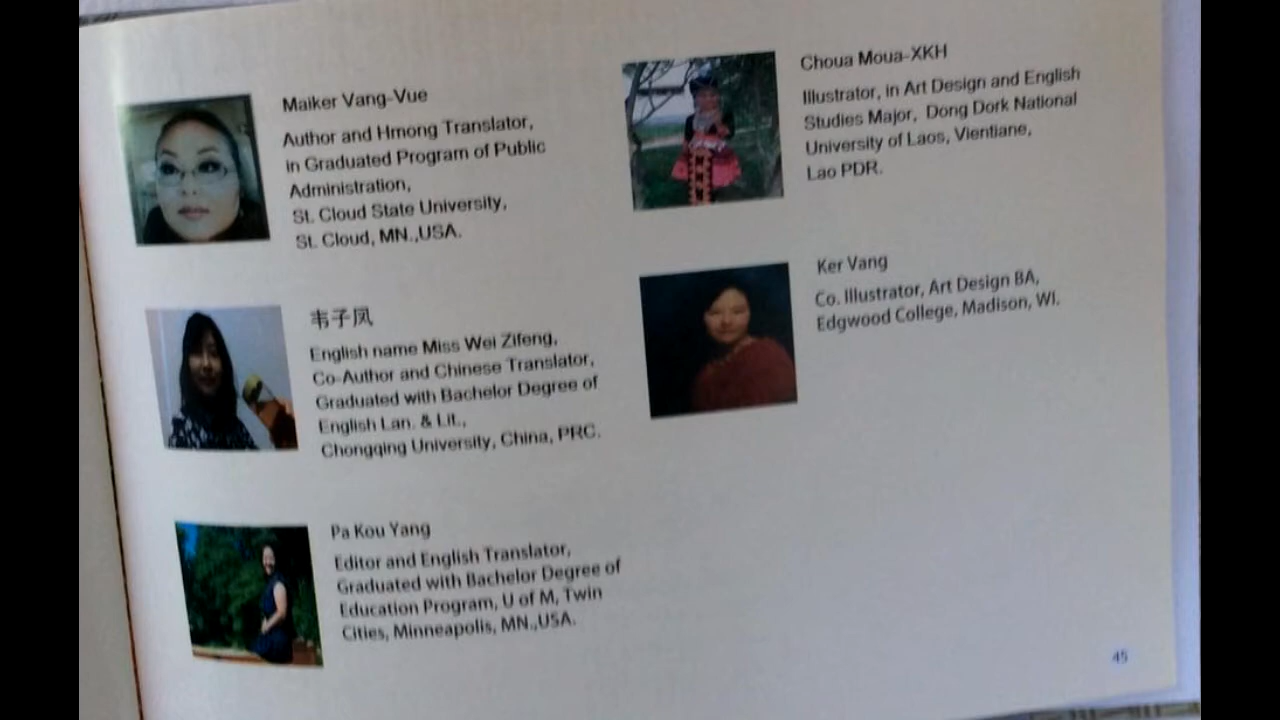 Maiker Vang-Vue
Author and Hmong Translator,
in Graduated Program of Public
Administration,
St. Cloud State University,
St. Cloud, MN.,USA.
韦子凤
English name Miss Wei Zifeng,
Co-Author and Chinese Translator,
Graduated with Bachelor Degree of
English Lan. & Lit.,
Chongqing University, China, PRC.
Pa Kou Yang
Editor and English Translator,
Graduated with Bachelor Degree of
Education Program, U of M, Twin
Cities, Minneapolis, MN.,USA.
Choua Moua-XKH
Illustrator, in Art Design and English
Studies Major, Dong Dork National
University of Laos, Vientiane,
Lao PDR.
Ker Vang
Co. Illustrator, Art Design BA,
Edgwood College, Madison, WI.
45